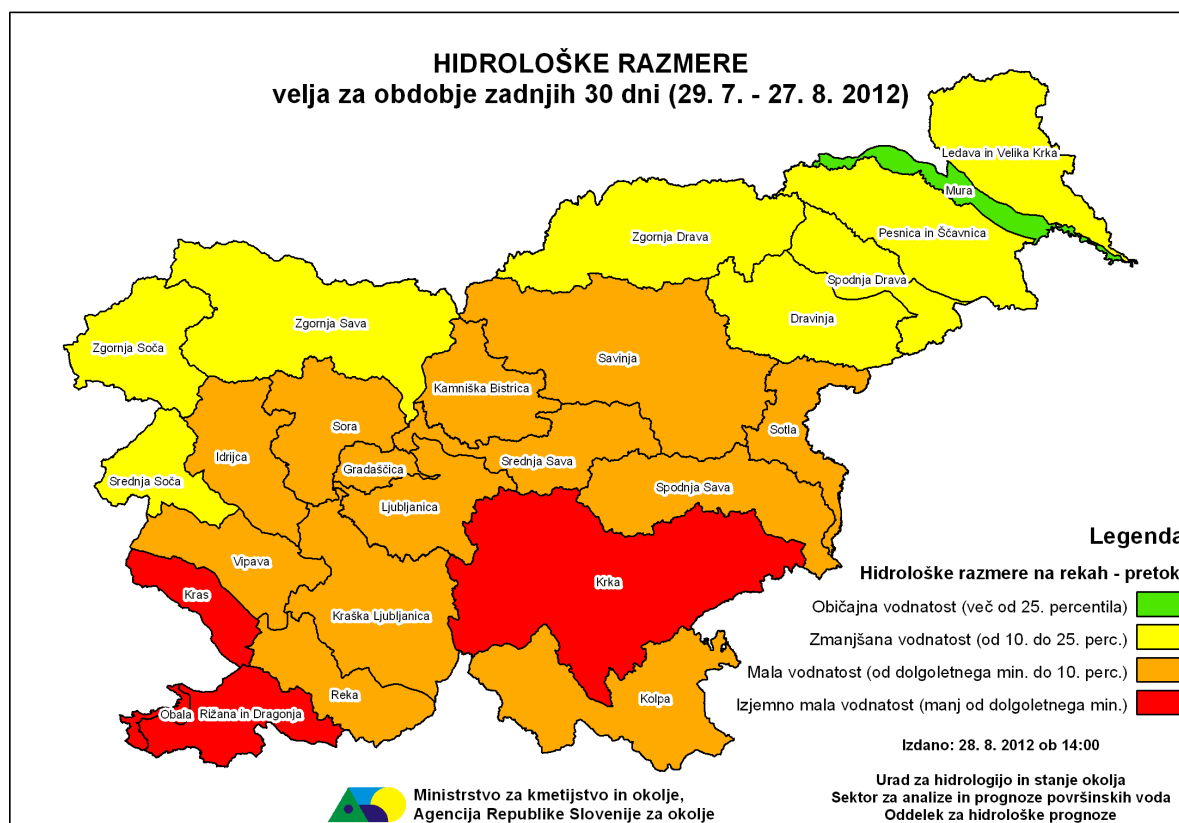 HIDROLOŠKE RAZMERE
velja za obdobje zadnjih 30 dni (29. 7. - 27. 8. 2012)
Ledava in Velika Krka
Mura
Pesnica in Ščavnica
Zgornja Drava
Spodnja Drava
Dravinja
Zgornja Sava
Zgornja Soča
Savinja
Kamniška Bistrica
Sora
Sotla
Idrijca
Gradaščica
Srednja Sava
Srednja Soča
Spodnja Sava
Ljubljanica
Vipava
Krka
Kras
Kraška Ljubljanica
Reka
Kolpa
Obala
Rižana in Dragonja
Legenda
Hidrološke razmere na rekah - pretok
Običajna vodnatost (več od 25. percentila)
Zmanjšana vodnatost (od 10. do 25. perc.)
Mala vodnatost (od dolgoletnega min. do 10. perc.)
Izjemno mala vodnatost (manj od dolgoletnega min.)
Izdano: 28. 8. 2012 ob 14:00
Urad za hidrologijo in stanje okolja
Sektor za analize in prognoze površinskih voda
Oddelek za hidrološke prognoze
Ministrstvo za kmetijstvo in okolje,
Agencija Republike Slovenije za okolje